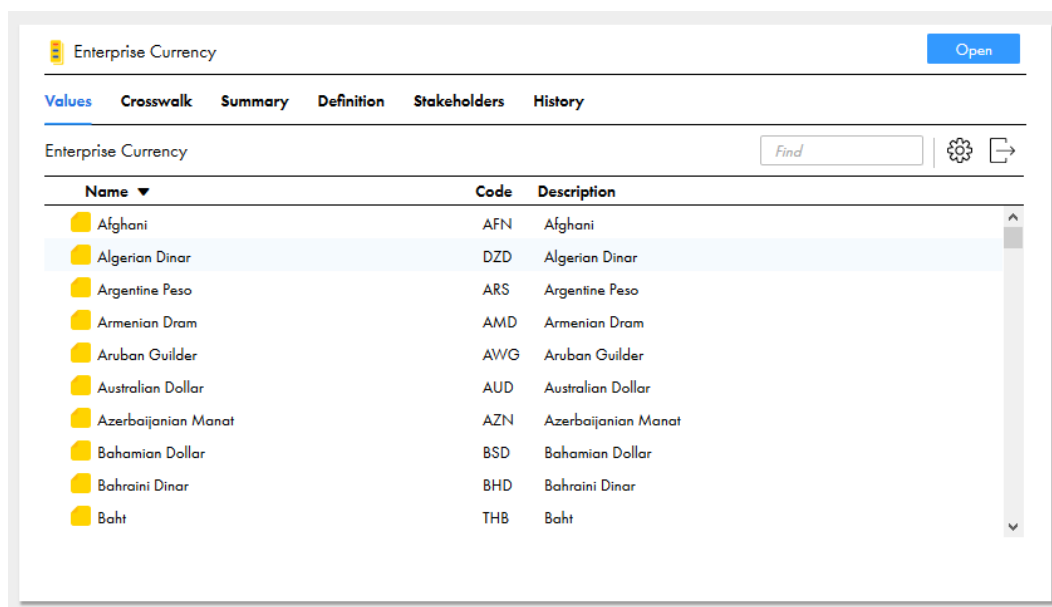 Enterprise Currency Open
Values Crosswalk Summary Definition Stakeholders History
Enterprise Currency Find
Name Code Description
Afghani AFN Afghani
Algerian Dinar DZD Algerian Dinar
Argentine Peso ARS Argentine Peso
Armenian Dram AMD Armenian Dram
Aruban Guilder AWG Aruban Guilder
Australian Dollar AUD Australian Dollar
Azerbaijanian Manat AZN Azerbaijanian Manat
Bahamian Dollar BSD Bahamian Dollar
Bahraini Dinar BHD Bahraini Dinar
Baht THB Baht